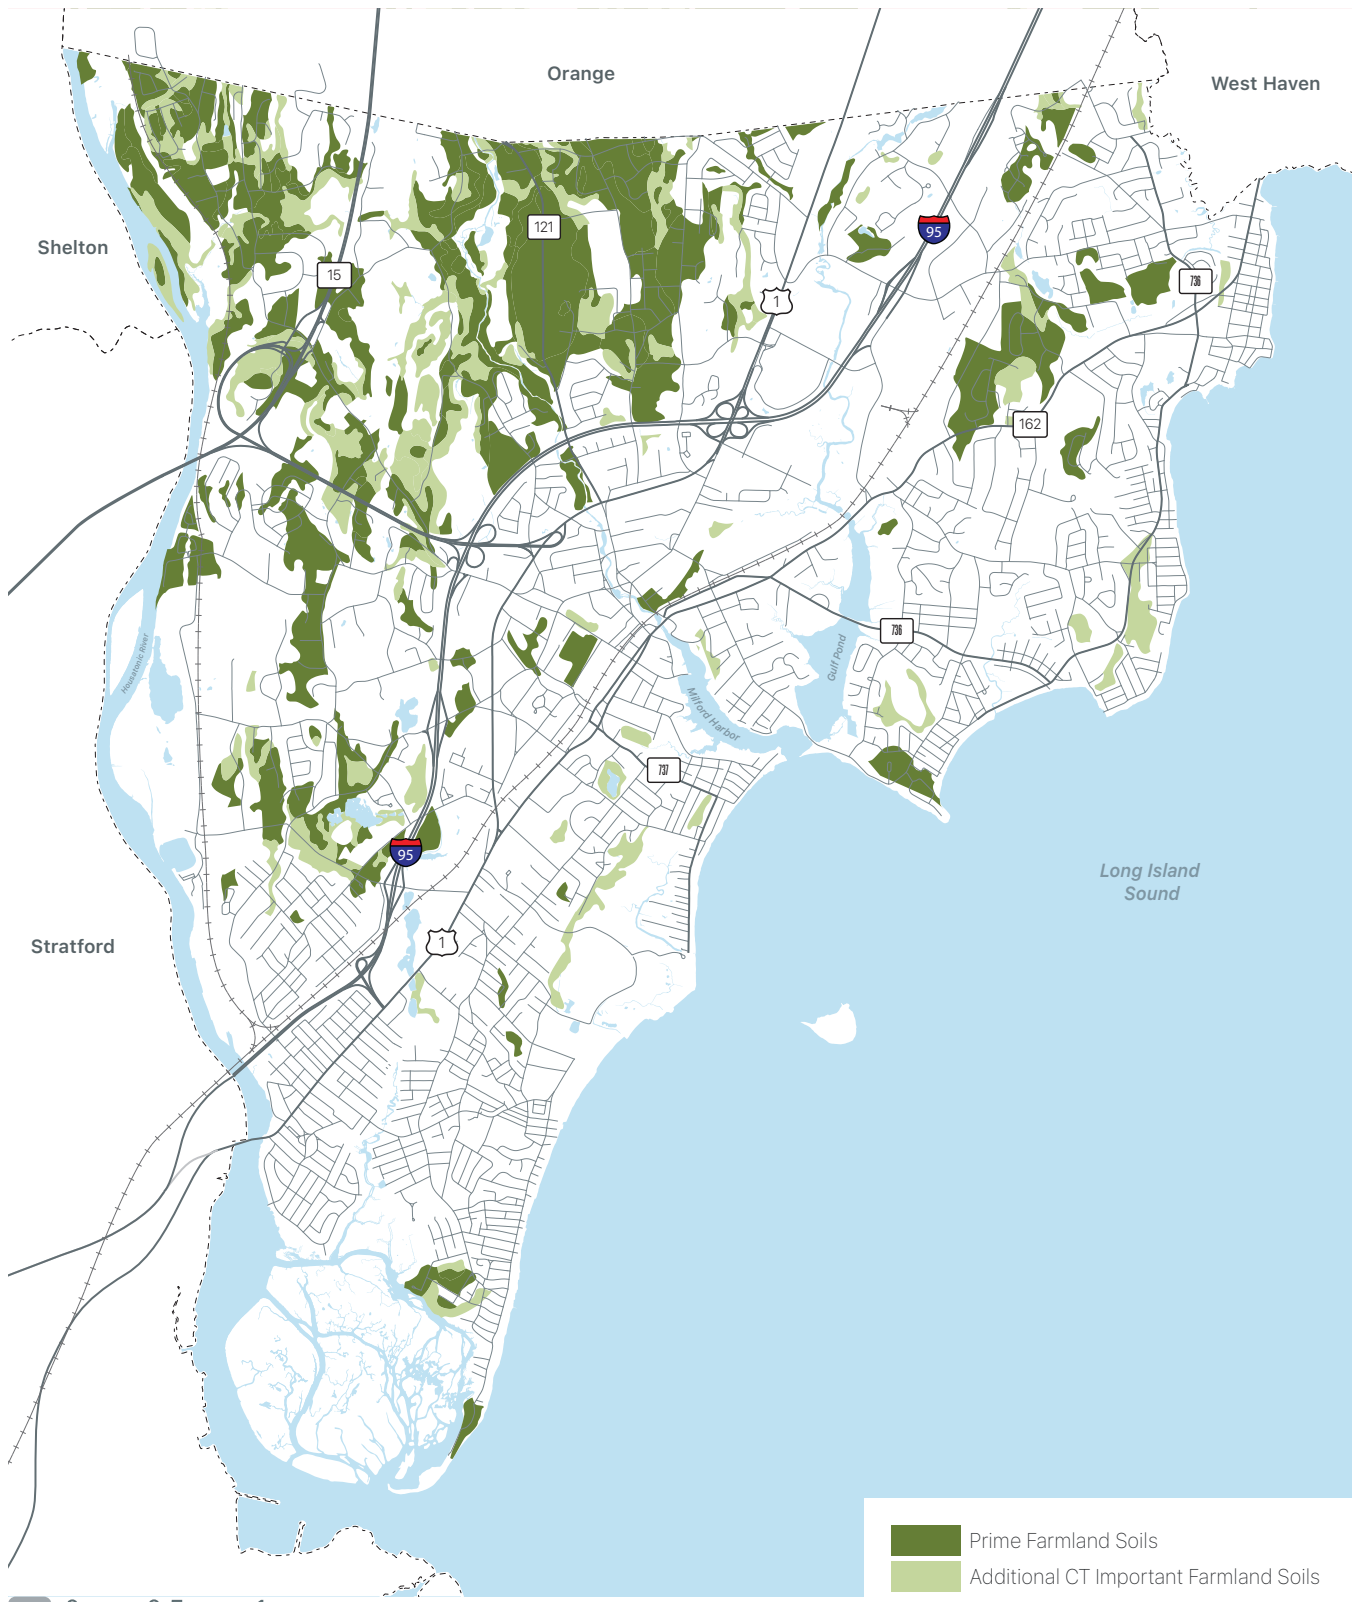 Orange
West Haven
Shelton
121
95
15
736
1
162
736
Housatonic River
Gulf Pond
Milford Harbor
737
95
Long Island
Sound
1
Stratford
Prime Farmland Soils
Additional CT Important Farmland Soils